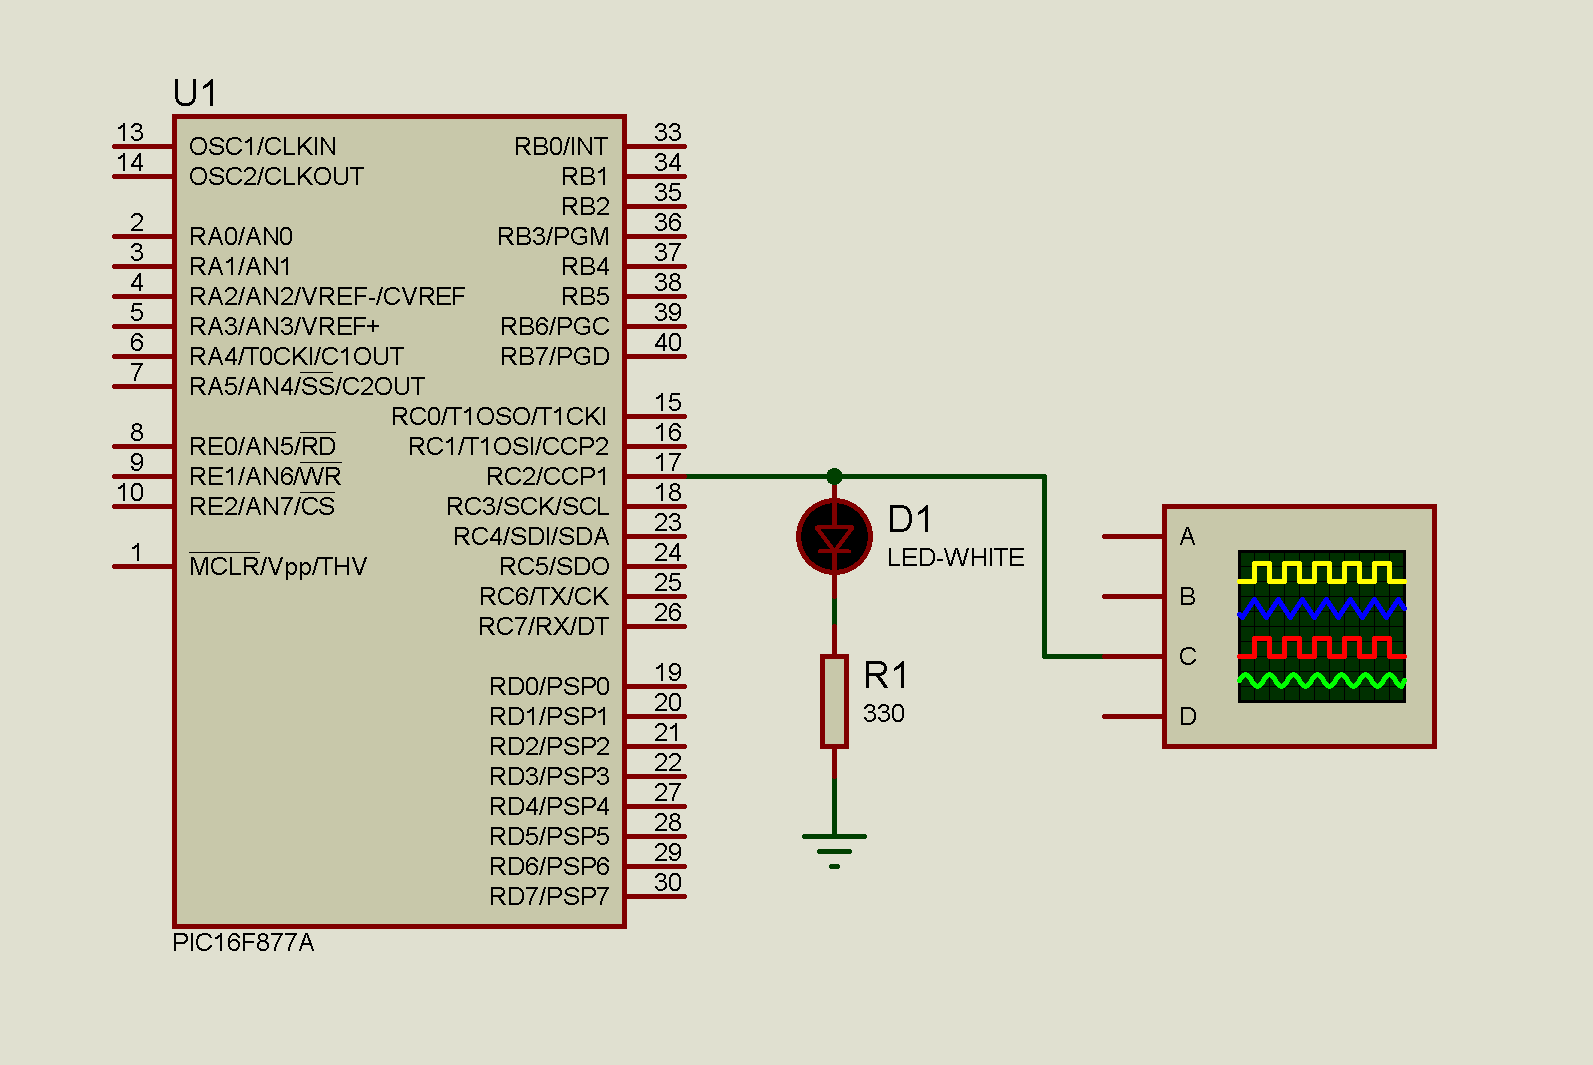 U1
13
OSC1/CLKIN
14
OSC2/CLKOUT
2
RA0/AN0
3
RA1/AN1
4
RA2/AN2/VREF-/CVREF
5
RA3/AN3/VREF+
6
RA4/T0CKI/C1OUT
7
RA5/AN4/SS/C2OUT
8
RE0/AN5/RD
9
RE1/AN6/WR
10
RE2/AN7/CS
1
MCLR/Vpp/THV
33
RB0/INT
34
RB1
35
RB2
36
RB3/PGM
37
RB4
38
RB5
39
RB6/PGC
40
RB7/PGD
15
RC0/T1OSO/T1CKI
16
RC1/T1OSI/CCP2
17
RC2/CCP1
18
RC3/SCK/SCL
23
RC4/SDI/SDA
24
RC5/SDO
25
RC6/TX/CK
26
RC7/RX/DT
19
RD0/PSP0
20
RD1/PSP1
21
RD2/PSP2
22
RD3/PSP3
27
RD4/PSP4
28
RD5/PSP5
29
RD6/PSP6
30
RD7/PSP7
PIC16F877A
D1
LED-WHITE
R1
330
A
B
C
D